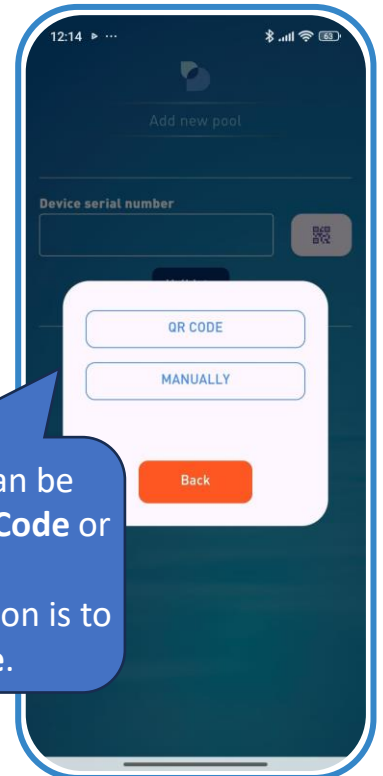 12:14
63
Add new pool
Device serial number
QR CODE
MANUALLY
Back
an be
Code or
on is to
.